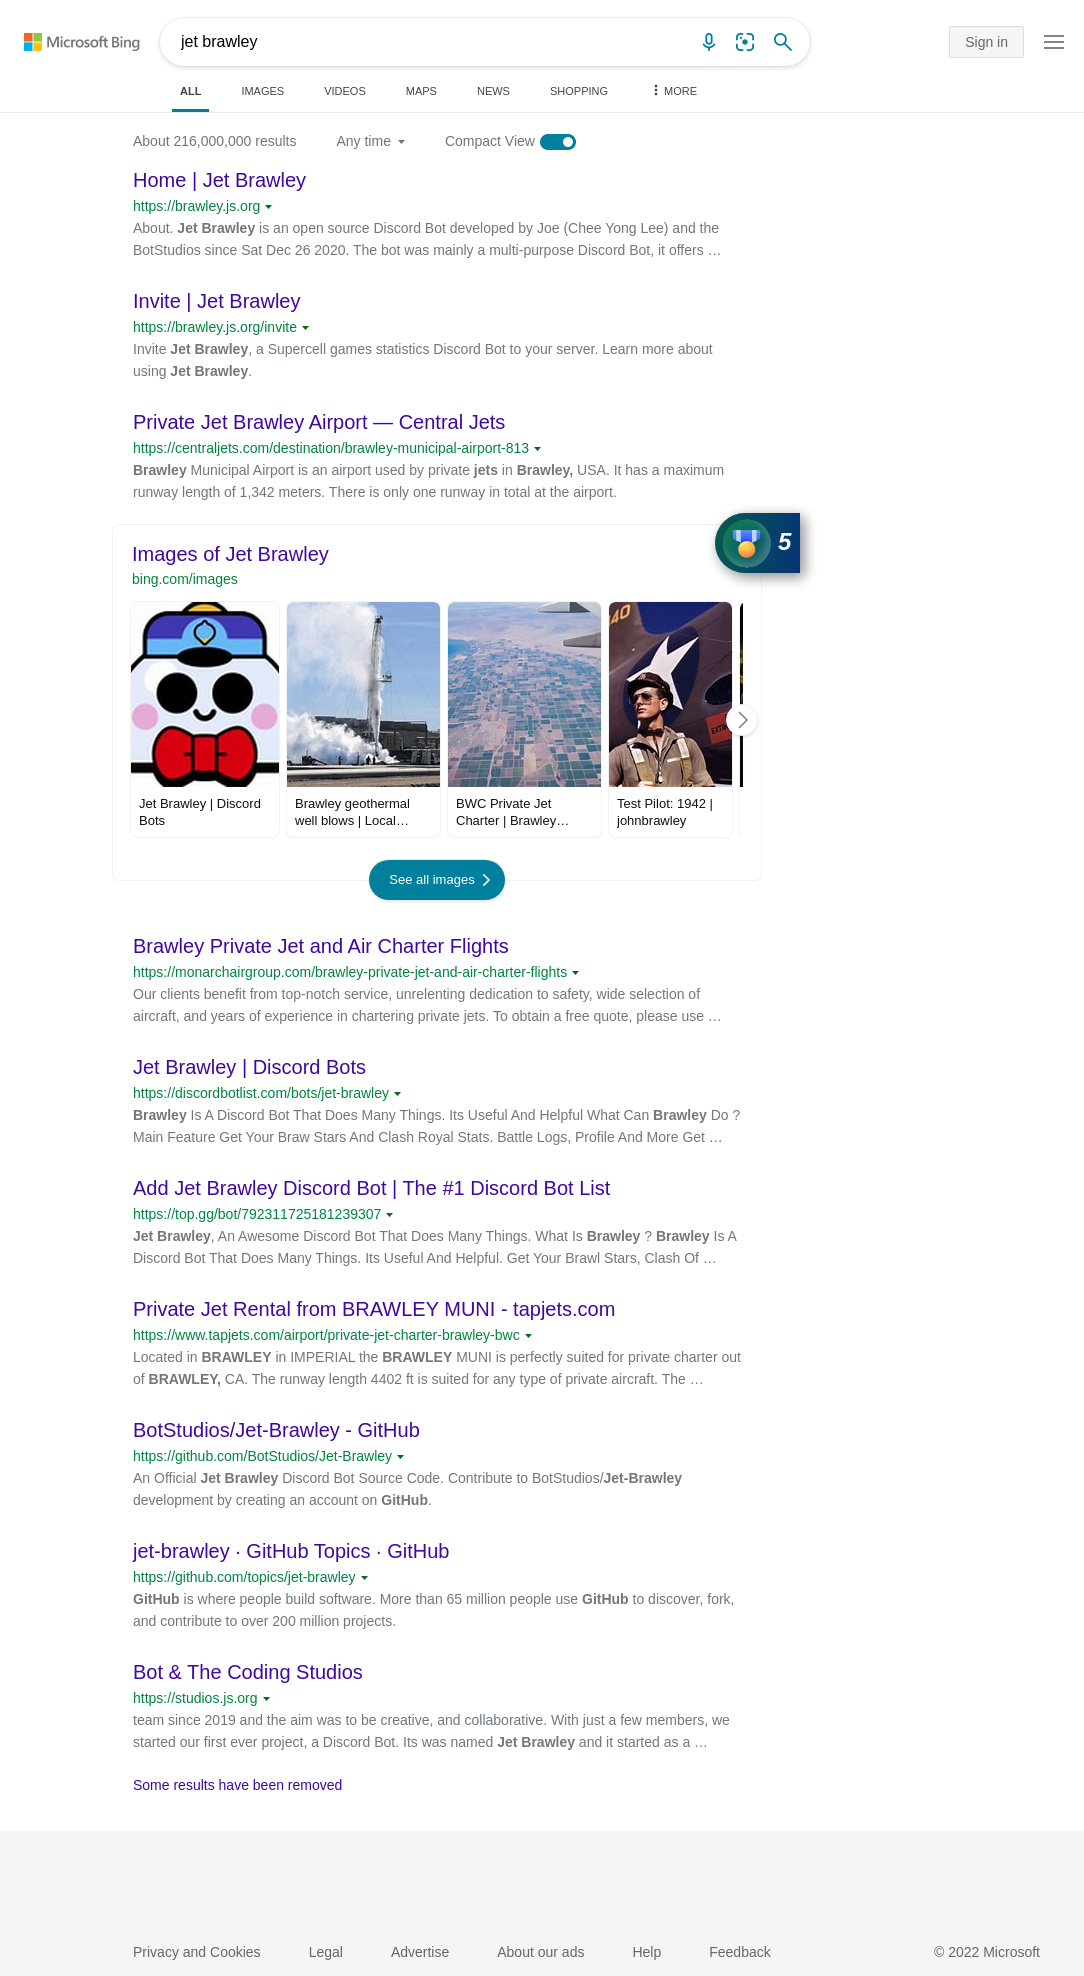 Microsoft Bing
jet brawley
Sign in
ALL IMAGES VIDEOS MAPS NEWS SHOPPING MORE
About 216,000,000 results Any time Compact View
Home | Jet Brawley
https://brawley.js.org
About. Jet Brawley is an open source Discord Bot developed by Joe (Chee Yong Lee) and the
BotStudios since Sat Dec 26 2020. The bot was mainly a multi-purpose Discord Bot, it offers …
Invite | Jet Brawley
https://brawley.js.org/invite
Invite Jet Brawley, a Supercell games statistics Discord Bot to your server. Learn more about
using Jet Brawley.
Private Jet Brawley Airport — Central Jets
https://centraljets.com/destination/brawley-municipal-airport-813
Brawley Municipal Airport is an airport used by private jets in Brawley, USA. It has a maximum
runway length of 1,342 meters. There is only one runway in total at the airport.
5
Images of Jet Brawley
bing.com/images
40
EXTIN
Jet Brawley | Discord
Bots
Brawley geothermal
well blows | Local…
BWC Private Jet
Charter | Brawley…
Test Pilot: 1942 |
johnbrawley
See all images
Brawley Private Jet and Air Charter Flights
https://monarchairgroup.com/brawley-private-jet-and-air-charter-flights
Our clients benefit from top-notch service, unrelenting dedication to safety, wide selection of
aircraft, and years of experience in chartering private jets. To obtain a free quote, please use …
Jet Brawley | Discord Bots
https://discordbotlist.com/bots/jet-brawley
Brawley Is A Discord Bot That Does Many Things. Its Useful And Helpful What Can Brawley Do ?
Main Feature Get Your Braw Stars And Clash Royal Stats. Battle Logs, Profile And More Get …
Add Jet Brawley Discord Bot | The #1 Discord Bot List
https://top.gg/bot/792311725181239307
Jet Brawley, An Awesome Discord Bot That Does Many Things. What Is Brawley ? Brawley Is A
Discord Bot That Does Many Things. Its Useful And Helpful. Get Your Brawl Stars, Clash Of …
Private Jet Rental from BRAWLEY MUNI - tapjets.com
https://www.tapjets.com/airport/private-jet-charter-brawley-bwc
Located in BRAWLEY in IMPERIAL the BRAWLEY MUNI is perfectly suited for private charter out
of BRAWLEY, CA. The runway length 4402 ft is suited for any type of private aircraft. The …
BotStudios/Jet-Brawley - GitHub
https://github.com/BotStudios/Jet-Brawley
An Official Jet Brawley Discord Bot Source Code. Contribute to BotStudios/Jet-Brawley
development by creating an account on GitHub.
jet-brawley · GitHub Topics · GitHub
https://github.com/topics/jet-brawley
GitHub is where people build software. More than 65 million people use GitHub to discover, fork,
and contribute to over 200 million projects.
Bot & The Coding Studios
https://studios.js.org
team since 2019 and the aim was to be creative, and collaborative. With just a few members, we
started our first ever project, a Discord Bot. Its was named Jet Brawley and it started as a …
Some results have been removed
Privacy and Cookies Legal Advertise About our ads Help Feedback © 2022 Microsoft